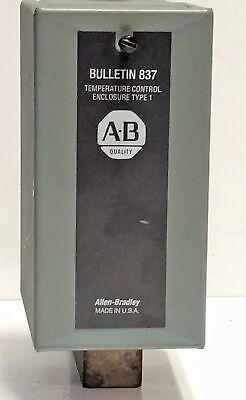 BULLETIN 837
TEMPERATURE CONTROL
ENCLOSURE TYPE 1
A-B
QUALITY
Allen-Bradley
MADE IN U.S.A.